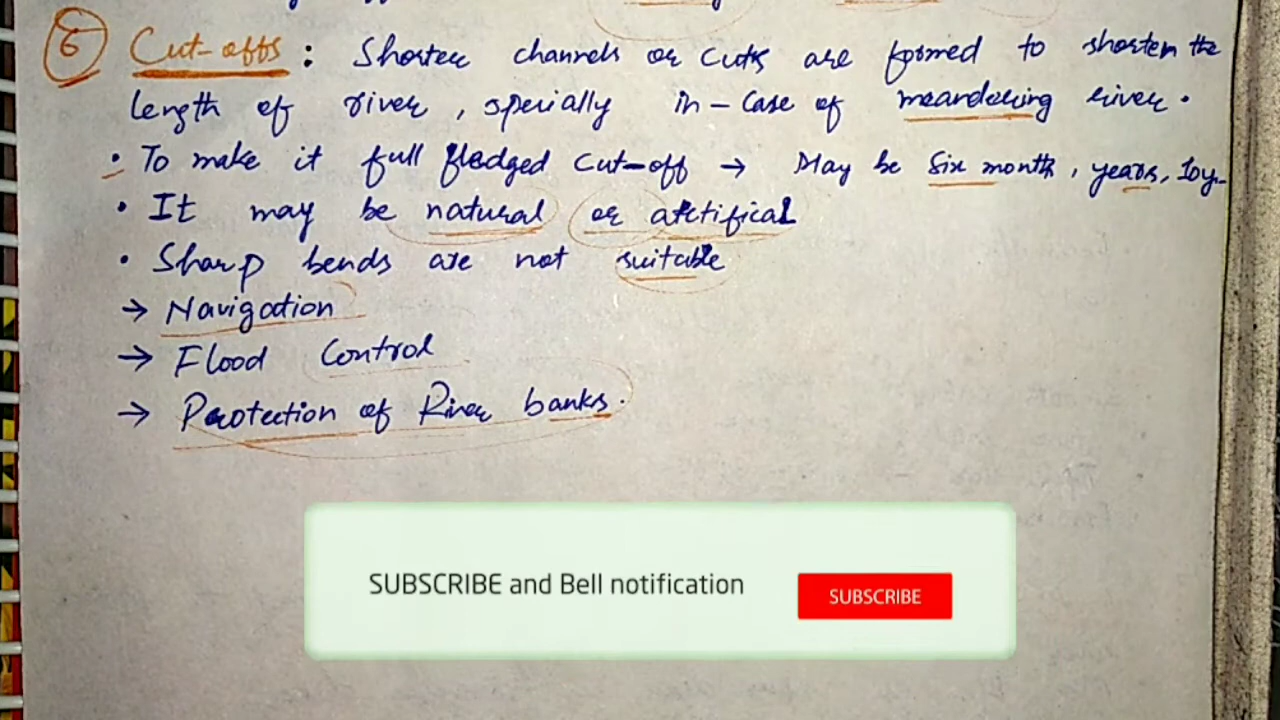 6 Cut-offs : Shorter channels or cuts are formed to shorten the
length of river, specially in-case of meandering river.
• To make it full fledged cut-off → May be six month, years, 10y-
• It may be natural or artifical
• Sharp bends are not suitable
→ Navigation
→ Flood Control
→ Protection of River banks.
SUBSCRIBE and Bell notification
SUBSCRIBE